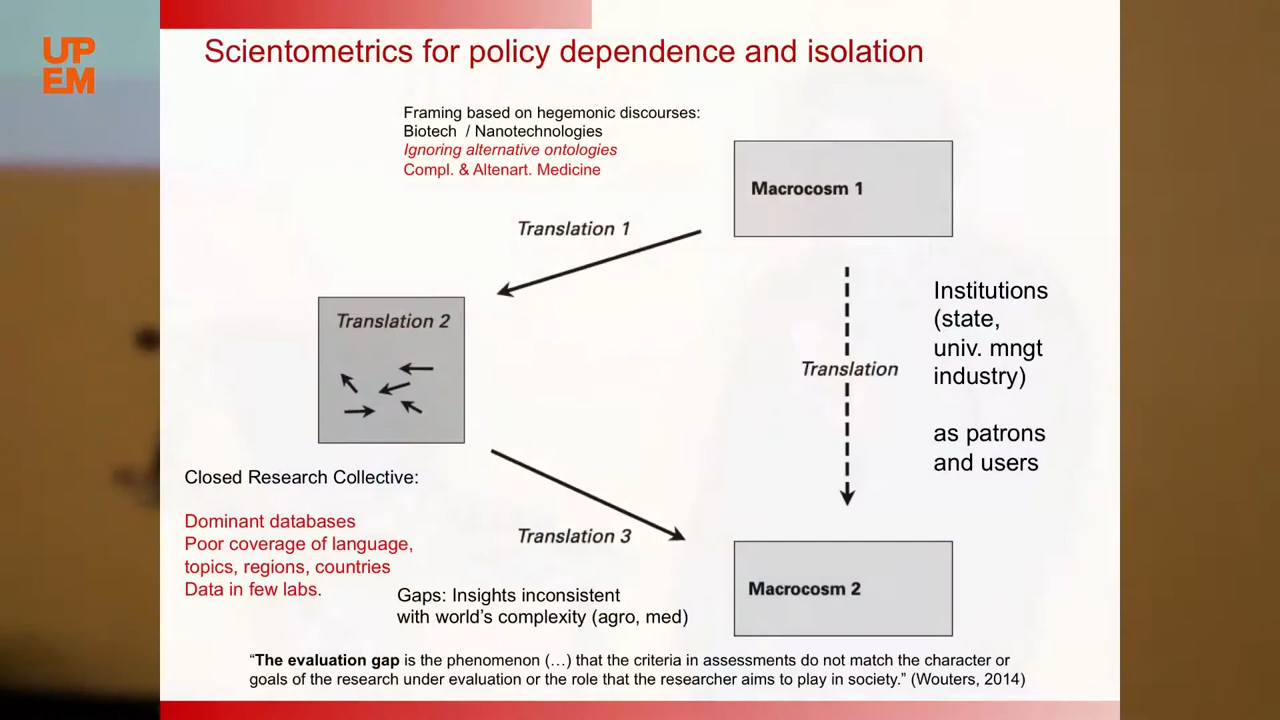 UP
EM
Scientometrics for policy dependence and isolation
Framing based on hegemonic discourses:
Biotech / Nanotechnologies
Ignoring alternative ontologies
Compl. & Altenart. Medicine
Macrocosm 1
Translation 1
Translation 2
Institutions
(state,
univ. mngt
industry)
as patrons
and users
Translation
Closed Research Collective:
Dominant databases
Poor coverage of language,
topics, regions, countries
Data in few labs.
Translation 3
Gaps: Insights inconsistent
with world's complexity (agro, med)
Macrocosm 2
“The evaluation gap is the phenomenon (…) that the criteria in assessments do not match the character or
goals of the research under evaluation or the role that the researcher aims to play in society.” (Wouters, 2014)